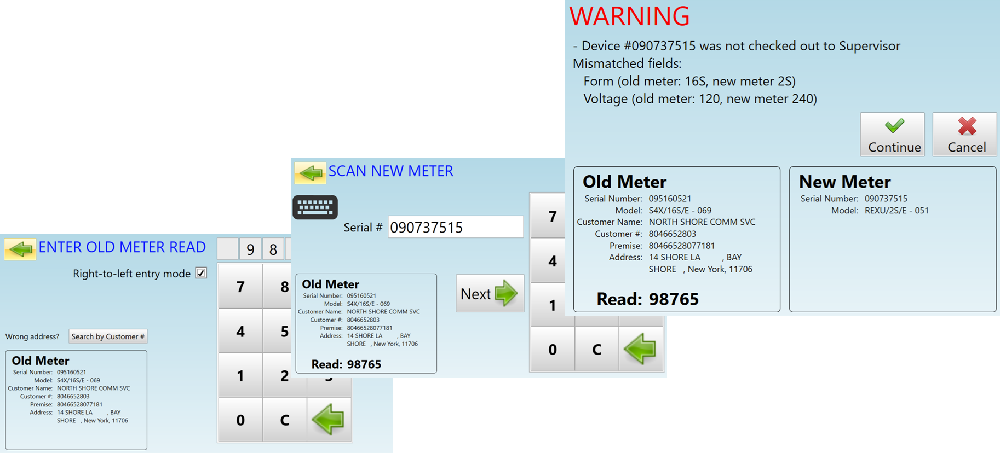 WARNING
- Device #090737515 was not checked out to Supervisor
Mismatched fields:
Form (old meter: 16S, new meter 2S)
Voltage (old meter: 120, new meter 240)
Continue
Cancel
Old Meter
Serial Number: 095160521
Model: S4X/16S/E - 069
Customer Name: NORTH SHORE COMM SVC
Customer #: 8046652803
Premise: 80466528077181
Address: 14 SHORE LA , BAY
SHORE , New York, 11706
Read: 98765
New Meter
Serial Number: 090737515
Model: REXU/2S/E - 051
SCAN NEW METER
Serial # 090737515
Next
Old Meter
Serial Number: 095160521
Model: S4X/16S/E - 069
Customer Name: NORTH SHORE COMM SVC
Customer #: 8046652803
Premise: 80466528077181
Address: 14 SHORE LA , BAY
SHORE , New York, 11706
Read: 98765
7
4
1
0 C
ENTER OLD METER READ
9 8
Right-to-left entry mode
Wrong address? Search by Customer #
Old Meter
Serial Number: 095160521
Model: S4X/16S/E - 069
Customer Name: NORTH SHORE COMM SVC
Customer #: 8046652803
Premise: 80466528077181
Address: 14 SHORE LA , BAY
SHORE , New York, 11706
7 8
4 5
1 2
0 C